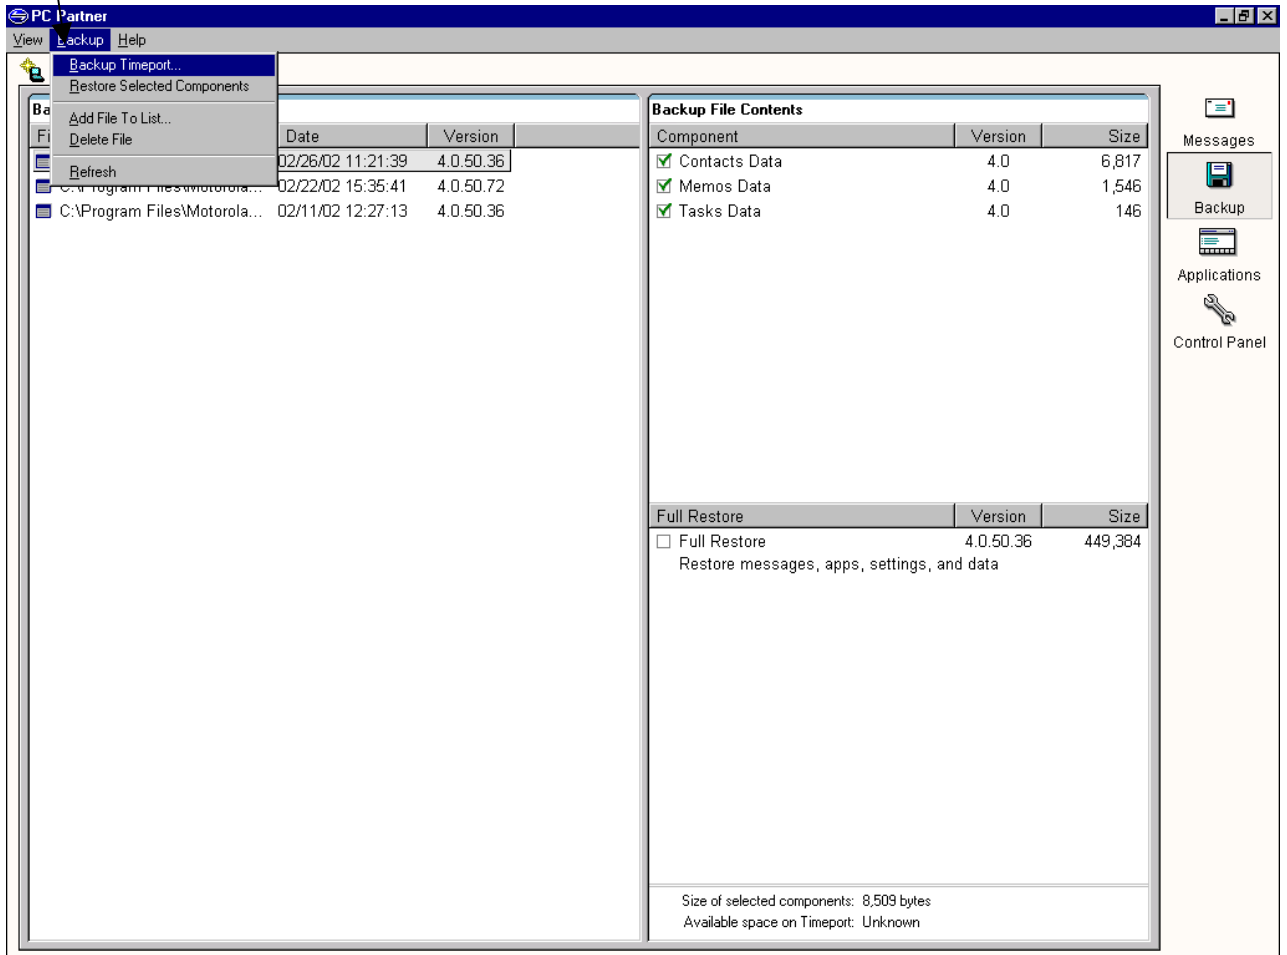 PC Partner
View Backup Help
Backup Timeport...
Restore Selected Components
Add File To List...
Delete File
Refresh
Ba
Fi Date Version
02/26/02 11:21:39 4.0.50.36
C:\Program Files\Motorola... 02/22/02 15:35:41 4.0.50.72
C:\Program Files\Motorola... 02/11/02 12:27:13 4.0.50.36
Backup File Contents
Component Version Size
Contacts Data 4.0 6,817
Memos Data 4.0 1,546
Tasks Data 4.0 146
Full Restore Version Size
Full Restore 4.0.50.36 449,384
Restore messages, apps, settings, and data
Size of selected components: 8,509 bytes
Available space on Timeport: Unknown
Messages
Backup
Applications
Control Panel